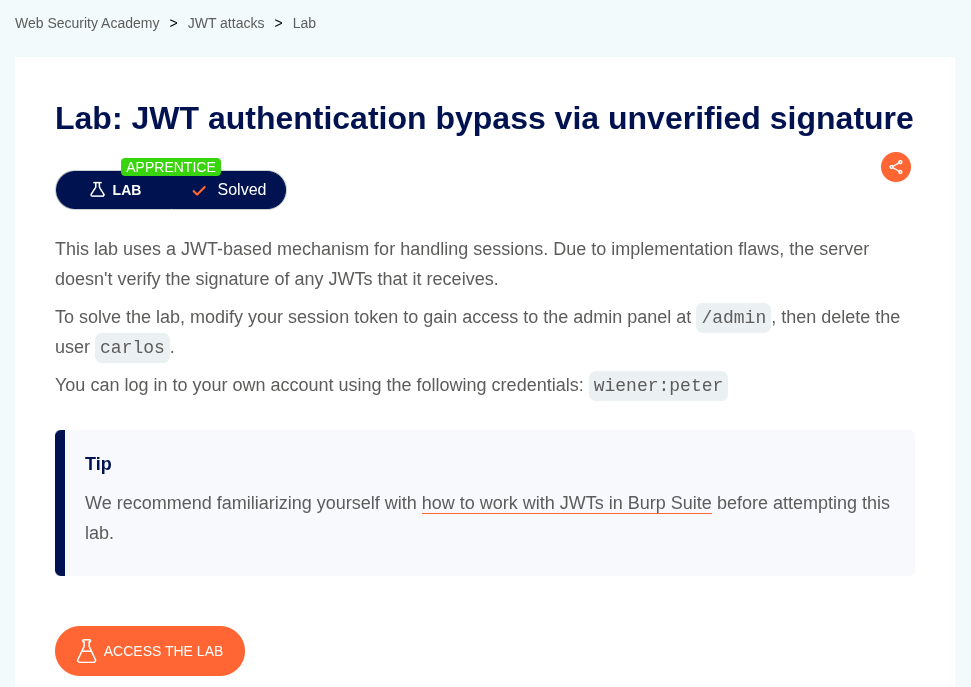 Web Security Academy > JWT attacks > Lab
Lab: JWT authentication bypass via unverified signature
APPRENTICE
LAB Solved
This lab uses a JWT-based mechanism for handling sessions. Due to implementation flaws, the server
doesn't verify the signature of any JWTs that it receives.
To solve the lab, modify your session token to gain access to the admin panel at /admin, then delete the
user carlos.
You can log in to your own account using the following credentials: wiener:peter
Tip
We recommend familiarizing yourself with how to work with JWTs in Burp Suite before attempting this
lab.
ACCESS THE LAB